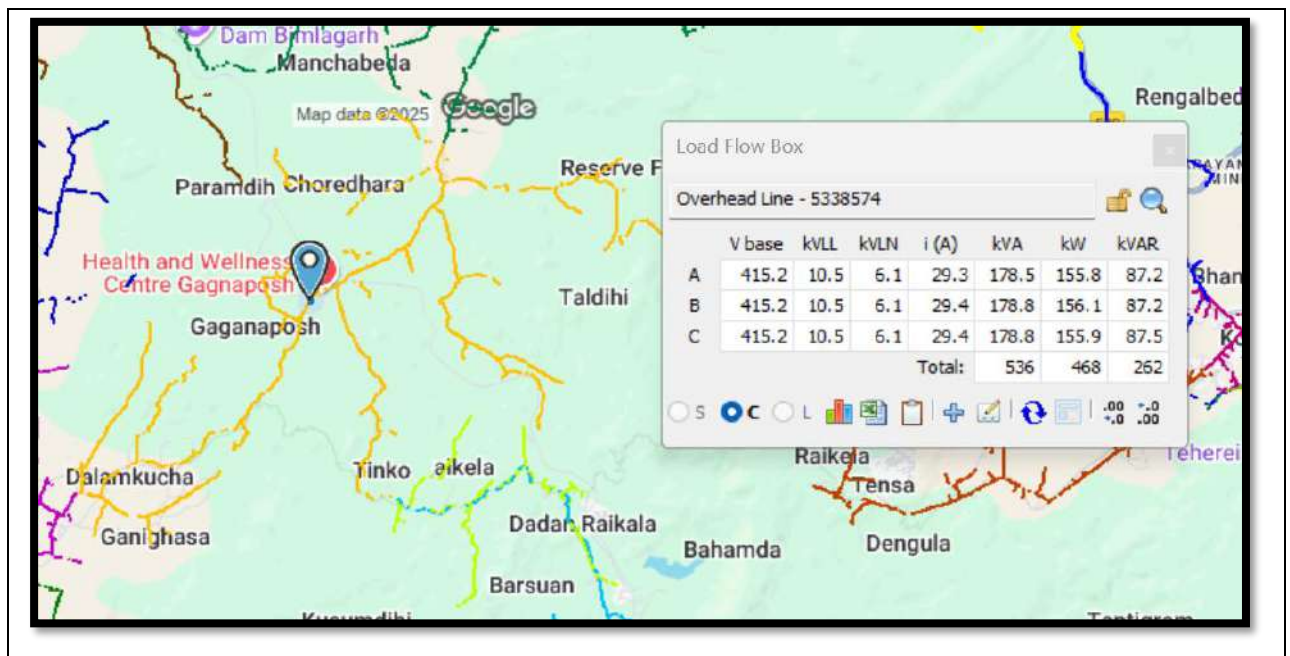 Dam Bimlagarh
Manchabeda
Map data ©2025 Google
Rengalbed
Paramdih Choredhara
Reserve F
Health and Wellness
Centre Gagnaposh
Gaganaposh
Taldihi
Load Flow Box
Overhead Line - 5338574
V base kVLL kVLN i (A) kVA kW kVAR
A 415.2 10.5 6.1 29.3 178.5 155.8 87.2
B 415.2 10.5 6.1 29.4 178.8 156.1 87.2
C 415.2 10.5 6.1 29.4 178.8 155.9 87.5
Total: 536 468 262
S C L
Bhan
Dalamkucha
Tinko aikela
Raikela
Tensa
Teherei
Ganighasa
Dadar Raikala
Bahamda
Dengula
Barsuan